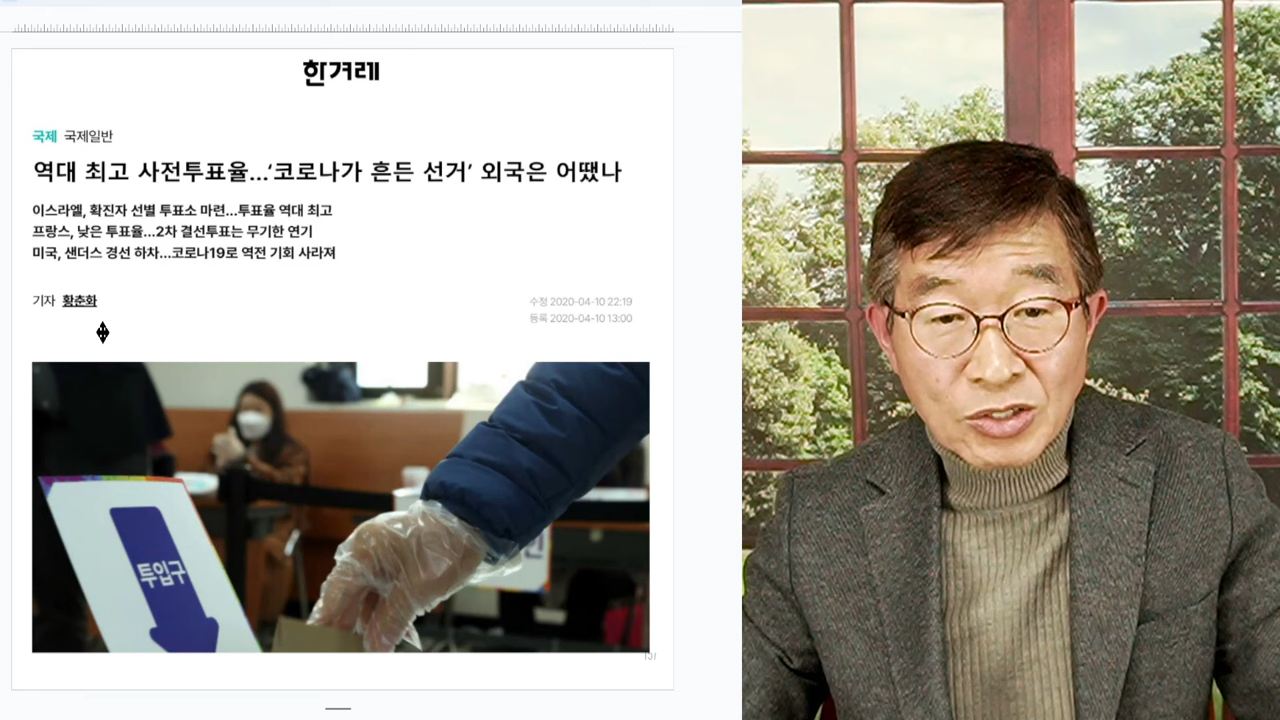 한겨레
국제 국제일반
역대 최고 사전투표율…‘코로나가 흔든 선거’ 외국은 어땠나
이스라엘, 확진자 선별 투표소 마련…투표율 역대 최고
프랑스, 낮은 투표율…2차 결선투표는 무기한 연기
미국, 샌더스 경선 하차…코로나19로 역전 기회 사라져
기자 황춘화
수정 2020-04-10 22:19
등록 2020-04-10 13:00
투입구